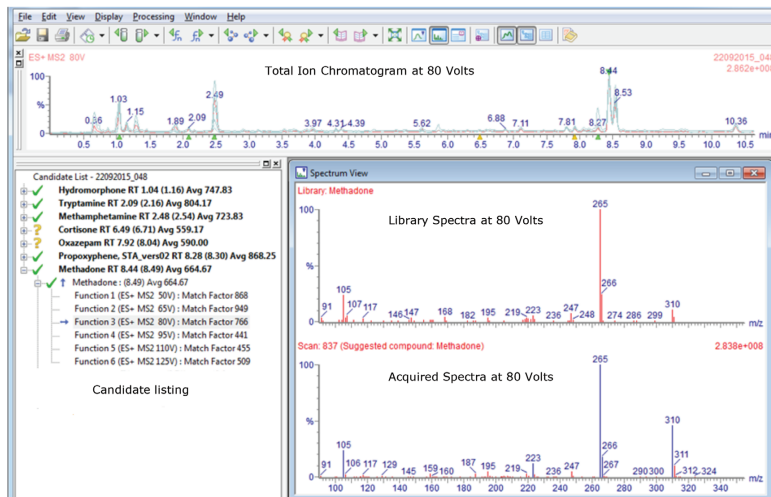 File Edit View Display Processing Window Help
ES+ MS2 80V
Total Ion Chromatogram at 80 Volts
22092015_048
2.862e+008
100
%
0
0.36
1.03
1.15
1.89
2.09
2.49
3.97
4.31
4.39
5.62
6.88
7.11
7.81
8.27
8.44
8.53
10.36
0.5 1.0 1.5 2.0 2.5 3.0 3.5 4.0 4.5 5.0 5.5 6.0 6.5 7.0 7.5 8.0 8.5 9.0 9.5 10.0 10.5 min
Candidate List - 22092015_048
Hydromorphone RT 1.04 (1.16) Avg 747.83
Tryptamine RT 2.09 (2.16) Avg 804.17
Methamphetamine RT 2.48 (2.54) Avg 723.83
Cortisone RT 6.49 (6.71) Avg 559.17
Oxazepam RT 7.92 (8.04) Avg 590.00
Propoxyphene, STA_vers02 RT 8.28 (8.30) Avg 868.25
Methadone RT 8.44 (8.49) Avg 664.67
Methadone : (8.49) Avg 664.67
Function 1 (ES+ MS2 50V) : Match Factor 868
Function 2 (ES+ MS2 65V) : Match Factor 949
Function 3 (ES+ MS2 80V) : Match Factor 766
Function 4 (ES+ MS2 95V) : Match Factor 441
Function 5 (ES+ MS2 110V) : Match Factor 455
Function 6 (ES+ MS2 125V) : Match Factor 509
Candidate listing
Spectrum View
Library: Methadone
Library Spectra at 80 Volts
100
%
0
91 105 107 117 146 147 168 182 195 219 223 236 247 248 265 266 274 286 299 310
m/z
Scan: 837 (Suggested compound: Methadone)
2.838e+008
Acquired Spectra at 80 Volts
100
%
0
91 105 106 117 129 145 159 160 187 195 219 223 236 247 265 266 267 290 300 310 311 312 324
100 120 140 160 180 200 220 240 260 280 300 320 340 m/z